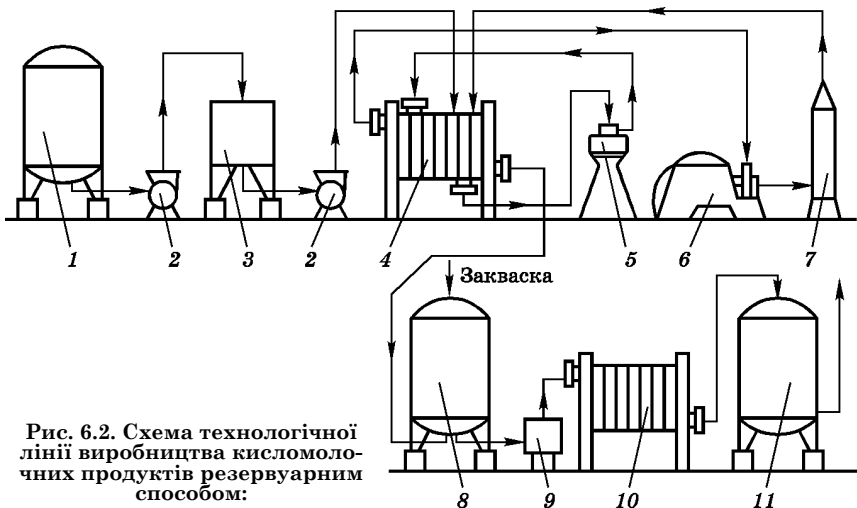 1 2 3 2 4 5 6 7
Закваска
Рис. 6.2. Схема технологічної
лінії виробництва кисломоло-
чних продуктів резервуарним
способом:
8 9 10 11